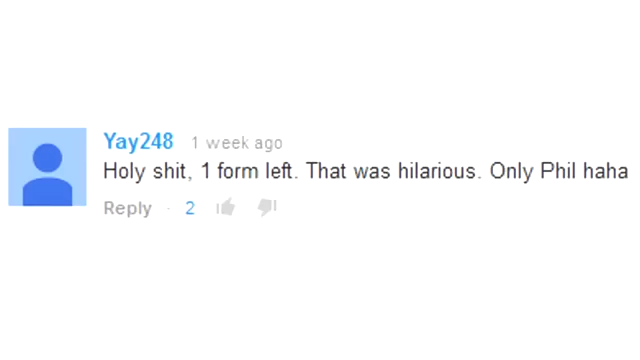 Yay248 1 week ago
Holy shit, 1 form left. That was hilarious. Only Phil haha
Reply · 2